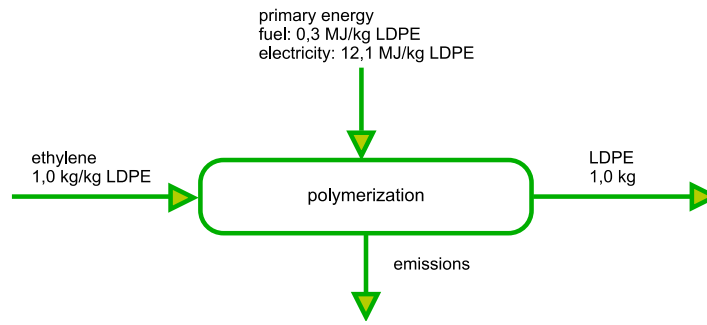 primary energy
fuel: 0,3 MJ/kg LDPE
electricity: 12,1 MJ/kg LDPE
ethylene
1,0 kg/kg LDPE
LDPE
1,0 kg
polymerization
emissions